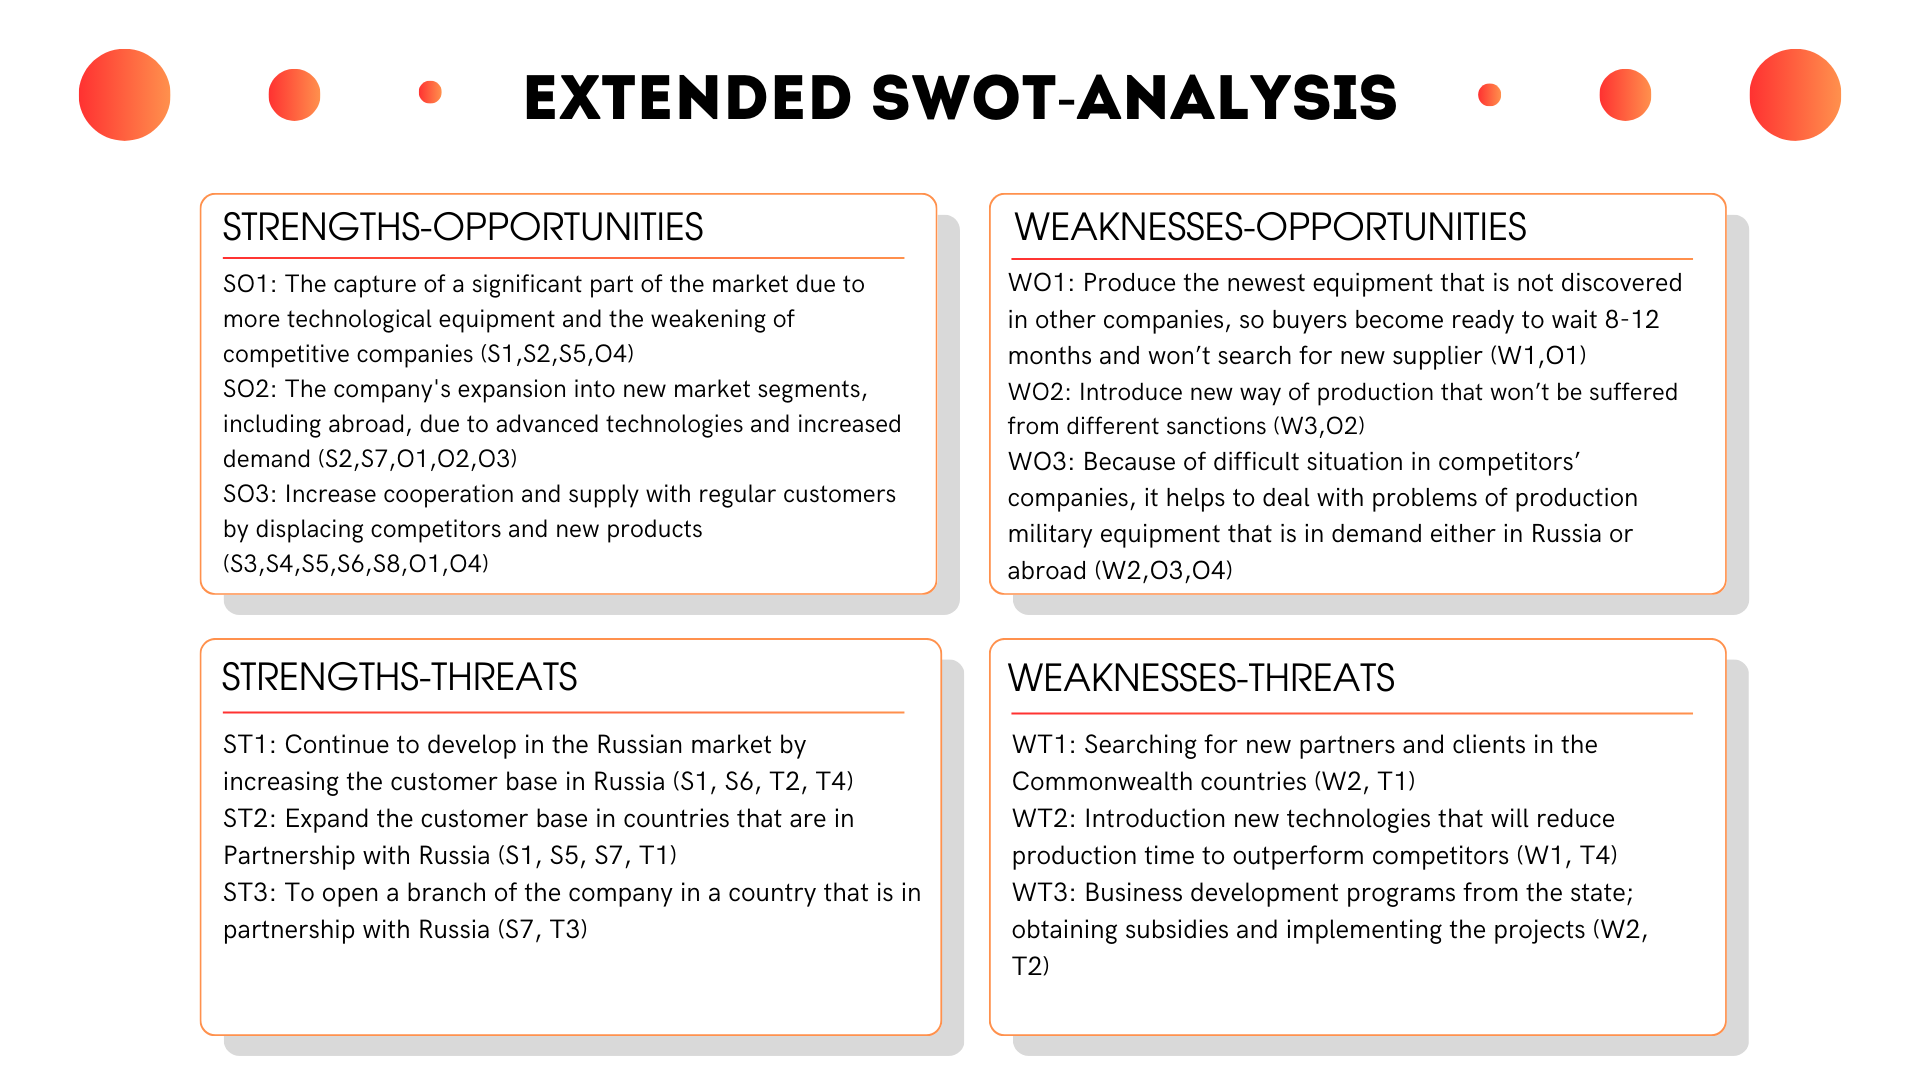 EXTENDED SWOT-ANALYSIS
STRENGTHS-OPPORTUNITIES
SO1: The capture of a significant part of the market due to
more technological equipment and the weakening of
competitive companies (S1,S2,S5,O4)
SO2: The company's expansion into new market segments,
including abroad, due to advanced technologies and increased
demand (S2,S7,O1,O2,O3)
SO3: Increase cooperation and supply with regular customers
by displacing competitors and new products
(S3,S4,S5,S6,S8,O1,O4)
WEAKNESSES-OPPORTUNITIES
WO1: Produce the newest equipment that is not discovered
in other companies, so buyers become ready to wait 8-12
months and won’t search for new supplier (W1,O1)
WO2: Introduce new way of production that won’t be suffered
from different sanctions (W3,O2)
WO3: Because of difficult situation in competitors’
companies, it helps to deal with problems of production
military equipment that is in demand either in Russia or
abroad (W2,O3,O4)
STRENGTHS-THREATS
ST1: Continue to develop in the Russian market by
increasing the customer base in Russia (S1, S6, T2, T4)
ST2: Expand the customer base in countries that are in
Partnership with Russia (S1, S5, S7, T1)
ST3: To open a branch of the company in a country that is in
partnership with Russia (S7, T3)
WEAKNESSES-THREATS
WT1: Searching for new partners and clients in the
Commonwealth countries (W2, T1)
WT2: Introduction new technologies that will reduce
production time to outperform competitors (W1, T4)
WT3: Business development programs from the state;
obtaining subsidies and implementing the projects (W2,
T2)